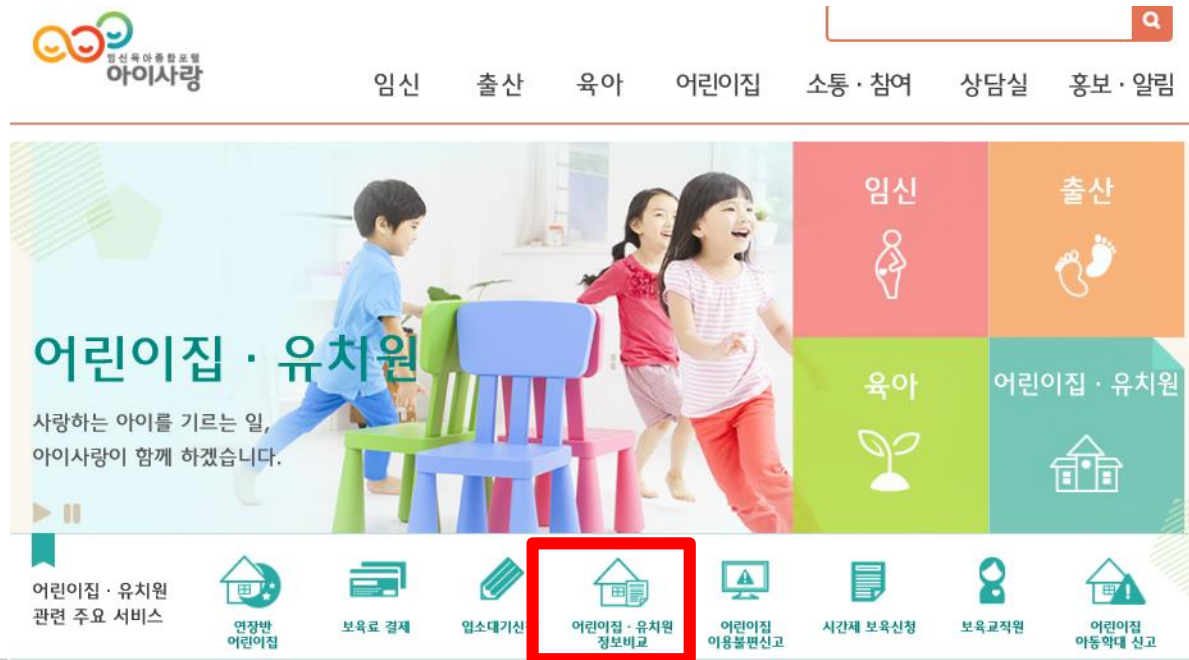 임신육아종합포털
아이사랑
임신 출산 육아 어린이집 소통 · 참여 상담실 홍보 · 알림
임신
출산
어린이집 · 유치원
사랑하는 아이를 기르는 일,
아이사랑이 함께 하겠습니다.
육아
어린이집 · 유치원
어린이집 · 유치원
관련 주요 서비스
연장반
어린이집
보육료 결제
입소대기신
어린이집 · 유치원
정보비교
어린이집
이용불편신고
시간제 보육신청
보육교직원
어린이집
아동학대 신고